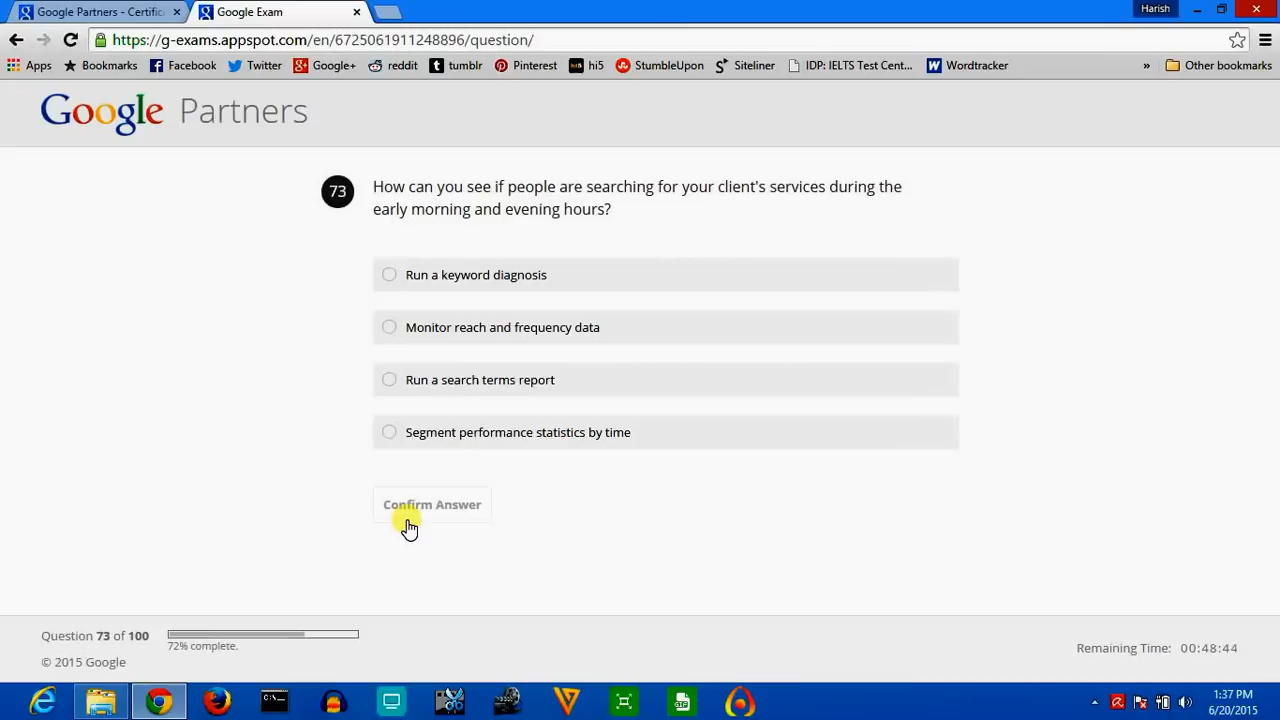 Google Partners - Certific
Google Exam
Harish
https://g-exams.appspot.com/en/6725061911248896/question/
Apps
Bookmarks
Facebook
Twitter
Google+
reddit
tumblr
Pinterest
hi5
StumbleUpon
Siteliner
IDP: IELTS Test Cent...
Wordtracker
»
Other bookmarks
Google Partners
73
How can you see if people are searching for your client's services during the
early morning and evening hours?
Run a keyword diagnosis
Monitor reach and frequency data
Run a search terms report
Segment performance statistics by time
Confirm Answer
Question 73 of 100
72% complete.
Remaining Time: 00:48:44
© 2015 Google
1:37 PM
6/20/2015